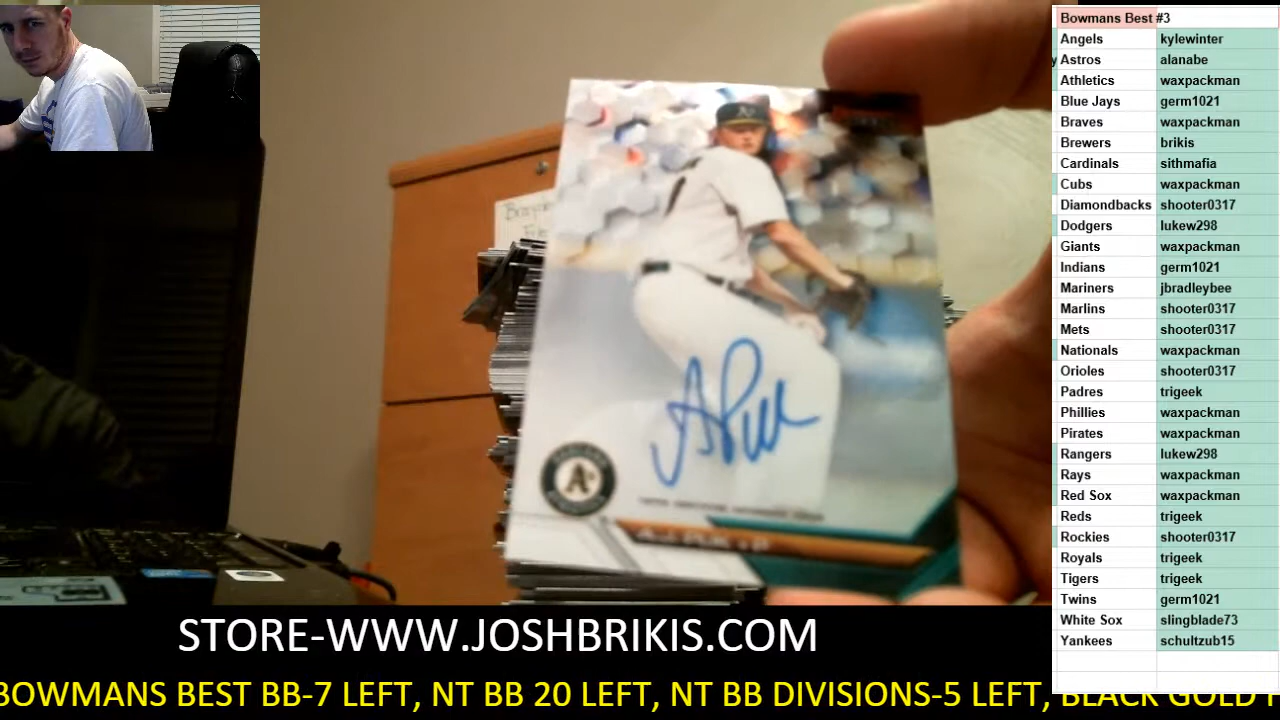 Bowmans Best #3
Angels kylewinter
Astros alanabe
Athletics waxpackman
Blue Jays germ1021
Braves waxpackman
Brewers brikis
Cardinals sithmafia
Cubs waxpackman
Diamondbacks shooter0317
Dodgers lukew298
Giants waxpackman
Indians germ1021
Mariners jbradleybee
Marlins shooter0317
Mets shooter0317
Nationals waxpackman
Orioles shooter0317
Padres trigeek
Phillies waxpackman
Pirates waxpackman
Rangers lukew298
Rays waxpackman
Red Sox waxpackman
Reds trigeek
Rockies shooter0317
Royals trigeek
Tigers trigeek
Twins germ1021
White Sox slingblade73
Yankees schultzub15
A's
A.J. PUK • P
STORE-WWW.JOSHBRIKIS.COM
BOWMANS BEST BB-7 LEFT, NT BB 20 LEFT, NT BB DIVISIONS-5 LEFT, BLACK GOLD